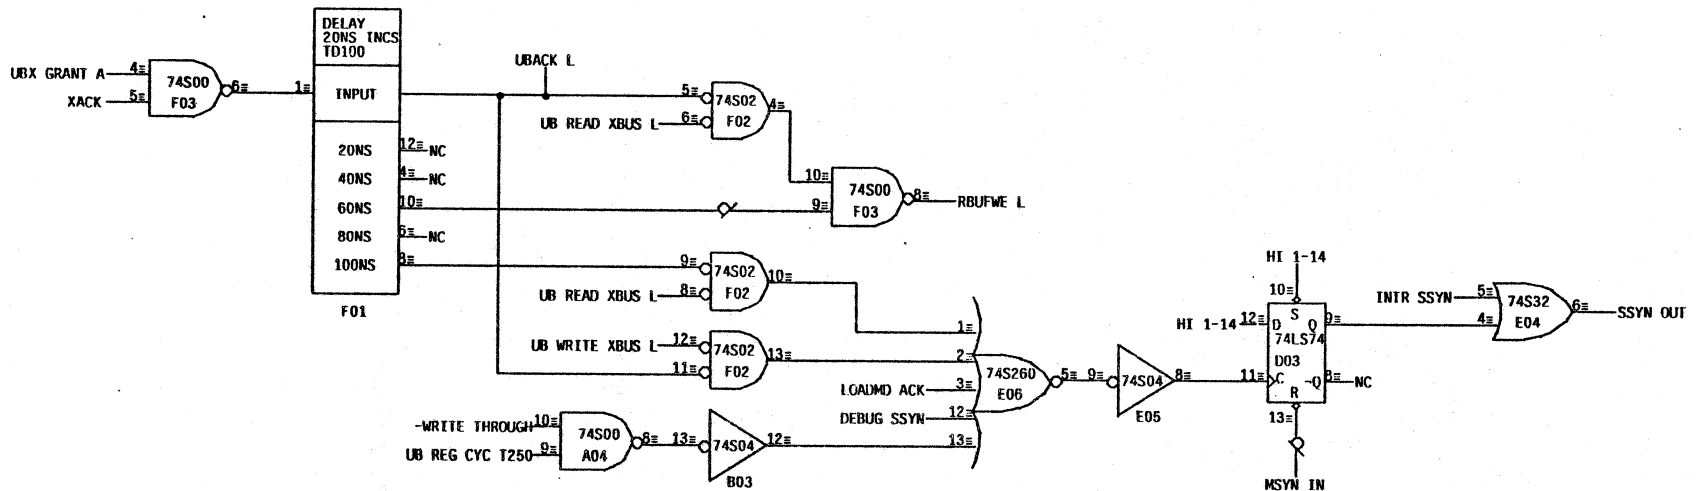 DELAY
20NS INCS
TD100
UBX GRANT A
4
5
XACK
74S00
F03
6
1
INPUT
UBACK L
5
6
UB READ XBUS L
74S02
F02
4
20NS
12
NC
40NS
4
NC
60NS
10
80NS
6
NC
100NS
8
F01
10
9
74S00
F03
8
RBUFWE L
9
8
UB READ XBUS L
74S02
F02
10
UB WRITE XBUS L
12
11
74S02
F02
13
1
2
LOADMD ACK
3
DEBUG SSYN
12
13
74S260
E06
5
9
74S04
E05
8
-WRITE THROUGH
10
UB REG CYC T250
9
74S00
A04
8
13
74S04
B03
12
HI 1-14
10
S
HI 1-14
12
D
Q
9
74LS74
D03
11
C
-Q
8
NC
R
13
MSYN IN
INTR SSYN
5
4
74S32
E04
6
SSYN OUT